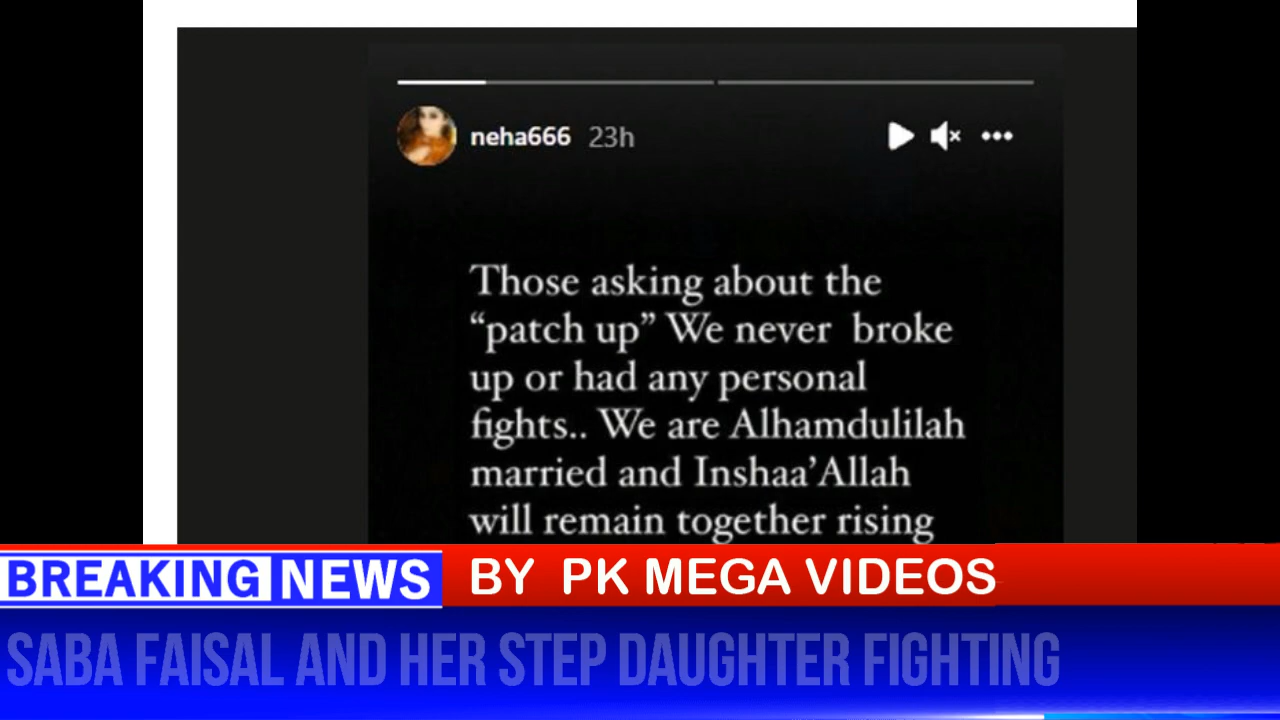 neha666 23h
Those asking about the
“patch up” We never broke
up or had any personal
fights.. We are Alhamdulilah
married and Inshaa’Allah
will remain together rising
BREAKING NEWS BY PK MEGA VIDEOS
SABA FAISAL AND HER STEP DAUGHTER FIGHTING